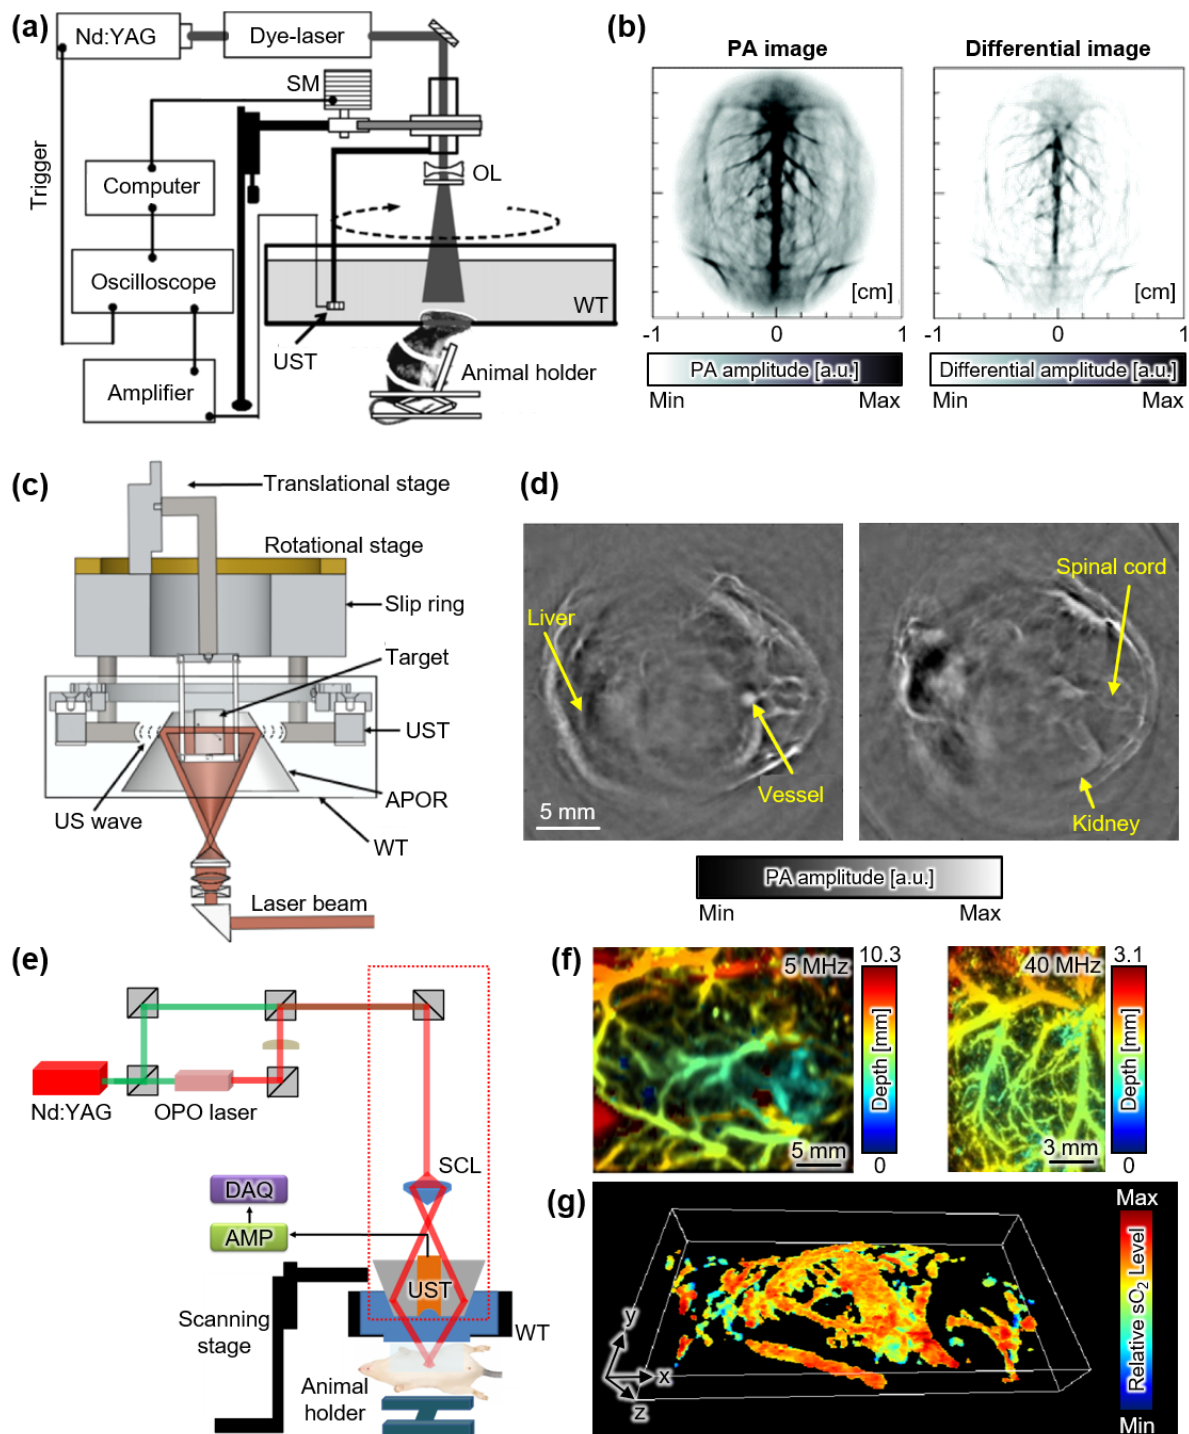 (a)
Nd:YAG
Dye-laser
SM
OL
Trigger
Computer
Oscilloscope
Amplifier
UST
WT
Animal holder
(b)
PA image
Differential image
[cm]
[cm]
-1 0 1
-1 0 1
PA amplitude [a.u.]
Differential amplitude [a.u.]
Min Max
Min Max
(c)
Translational stage
Rotational stage
Slip ring
Target
UST
APOR
US wave
WT
Laser beam
(d)
Liver
Vessel
5 mm
Spinal cord
Kidney
PA amplitude [a.u.]
Min Max
(e)
Nd:YAG
OPO laser
SCL
DAQ
AMP
UST
Scanning
stage
WT
Animal
holder
(f)
5 MHz
5 mm
10.3
Depth [mm]
0
40 MHz
3 mm
3.1
Depth [mm]
0
(g)
y
x
z
Max
Relative sO2 Level
Min